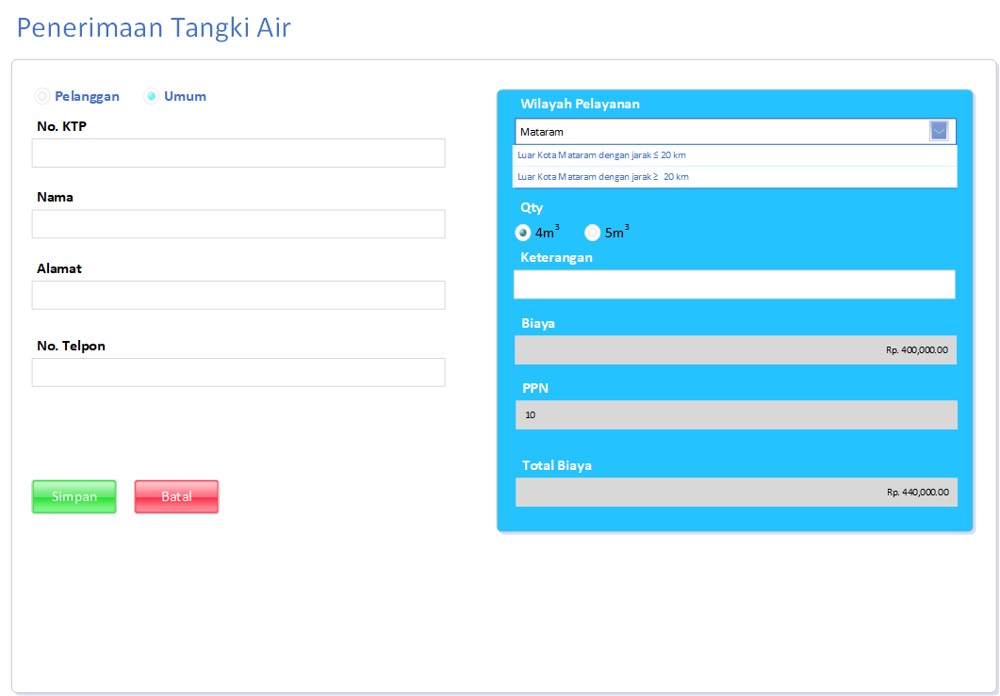 Penerimaan Tangki Air
Pelanggan Umum
No. KTP
Nama
Alamat
No. Telpon
Simpan Batal
Wilayah Pelayanan
Mataram
Luar Kota Mataram dengan jarak ≤ 20 km
Luar Kota Mataram dengan jarak ≥ 20 km
Qty
4m³ 5m³
Keterangan
Biaya
Rp. 400,000.00
PPN
10
Total Biaya
Rp. 440,000.00